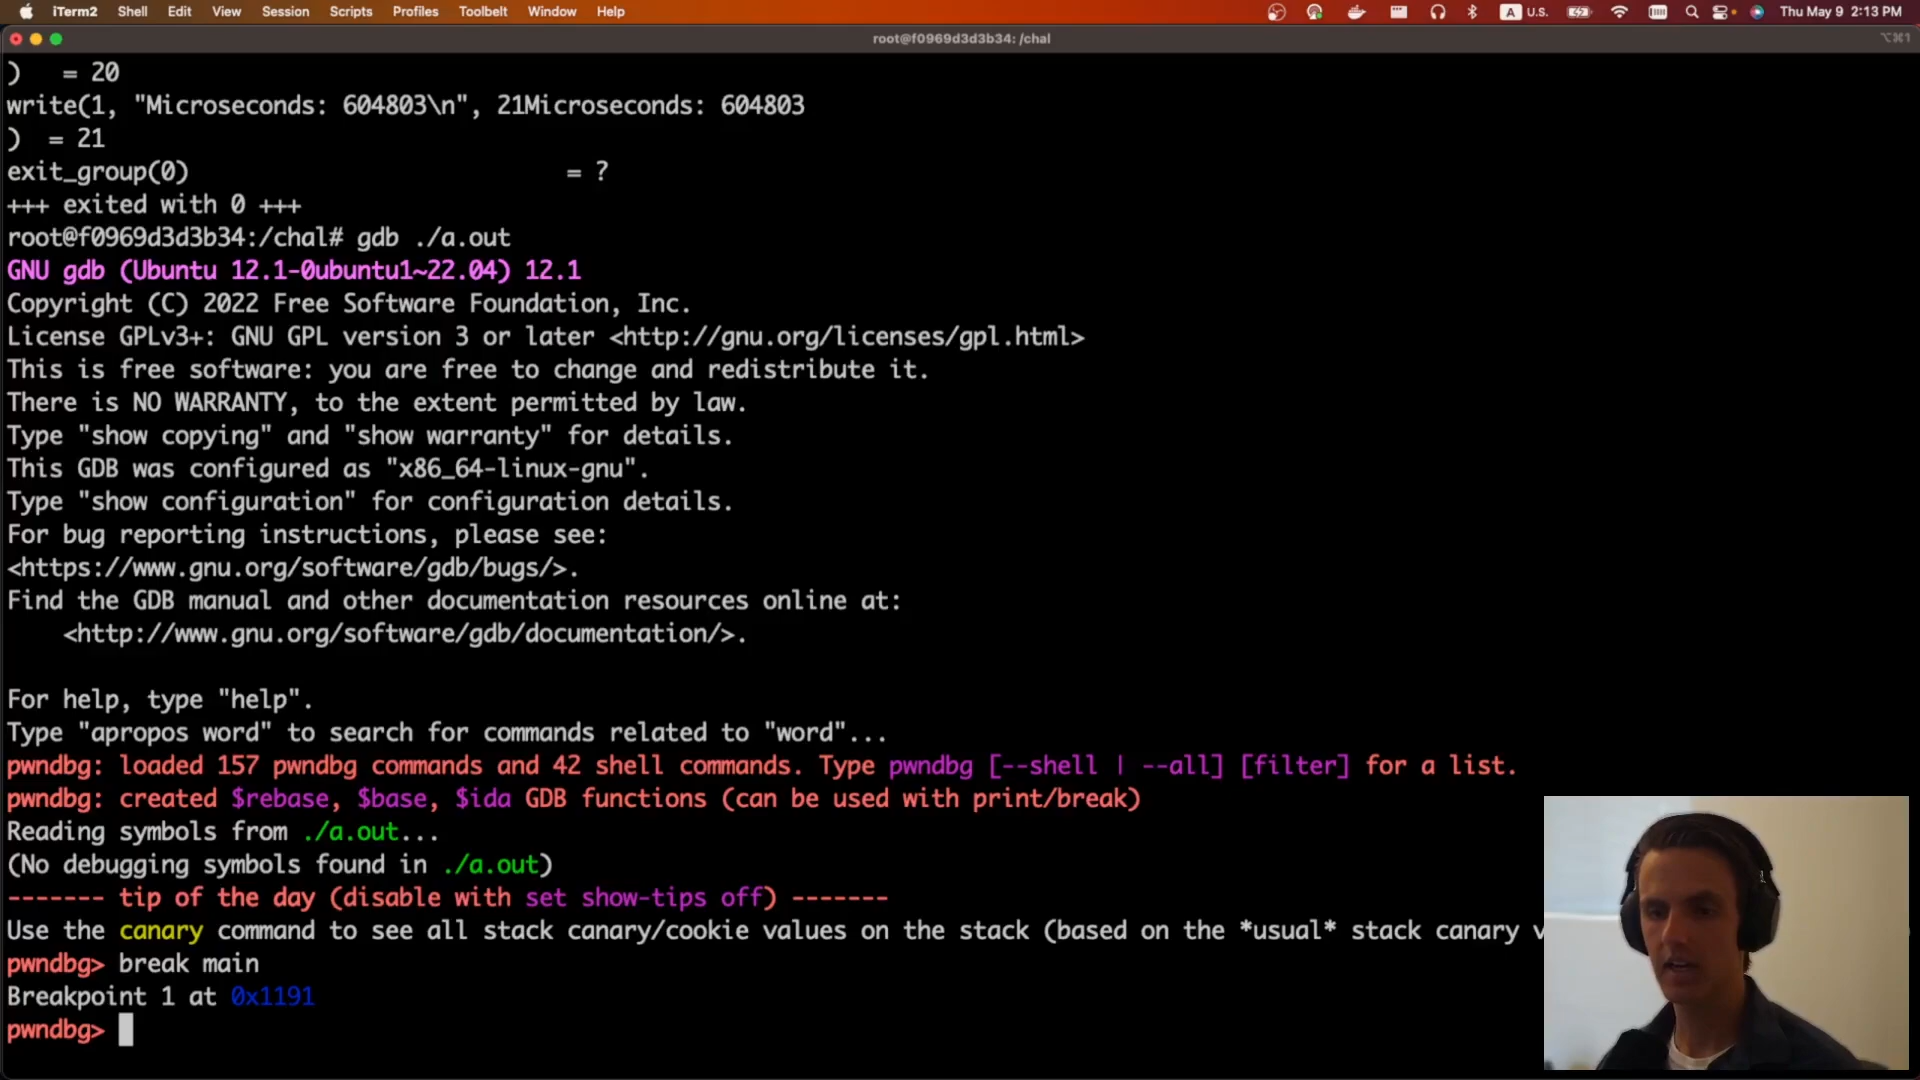 iTerm2 Shell Edit View Session Scripts Profiles Toolbelt Window Help A U.S. Thu May 9 2:13 PM
root@f0969d3d3b34: /chal ⌥⌘1
)   = 20
write(1, "Microseconds: 604803\n", 21Microseconds: 604803
)  = 21
exit_group(0)                           = ?
+++ exited with 0 +++
root@f0969d3d3b34:/chal# gdb ./a.out
GNU gdb (Ubuntu 12.1-0ubuntu1~22.04) 12.1
Copyright (C) 2022 Free Software Foundation, Inc.
License GPLv3+: GNU GPL version 3 or later <http://gnu.org/licenses/gpl.html>
This is free software: you are free to change and redistribute it.
There is NO WARRANTY, to the extent permitted by law.
Type "show copying" and "show warranty" for details.
This GDB was configured as "x86_64-linux-gnu".
Type "show configuration" for configuration details.
For bug reporting instructions, please see:
<https://www.gnu.org/software/gdb/bugs/>.
Find the GDB manual and other documentation resources online at:
    <http://www.gnu.org/software/gdb/documentation/>.
For help, type "help".
Type "apropos word" to search for commands related to "word"...
pwndbg: loaded 157 pwndbg commands and 42 shell commands. Type pwndbg [--shell | --all] [filter] for a list.
pwndbg: created $rebase, $base, $ida GDB functions (can be used with print/break)
Reading symbols from ./a.out...
(No debugging symbols found in ./a.out)
------- tip of the day (disable with set show-tips off) -------
Use the canary command to see all stack canary/cookie values on the stack (based on the *usual* stack canary v
pwndbg> break main
Breakpoint 1 at 0x1191
pwndbg>